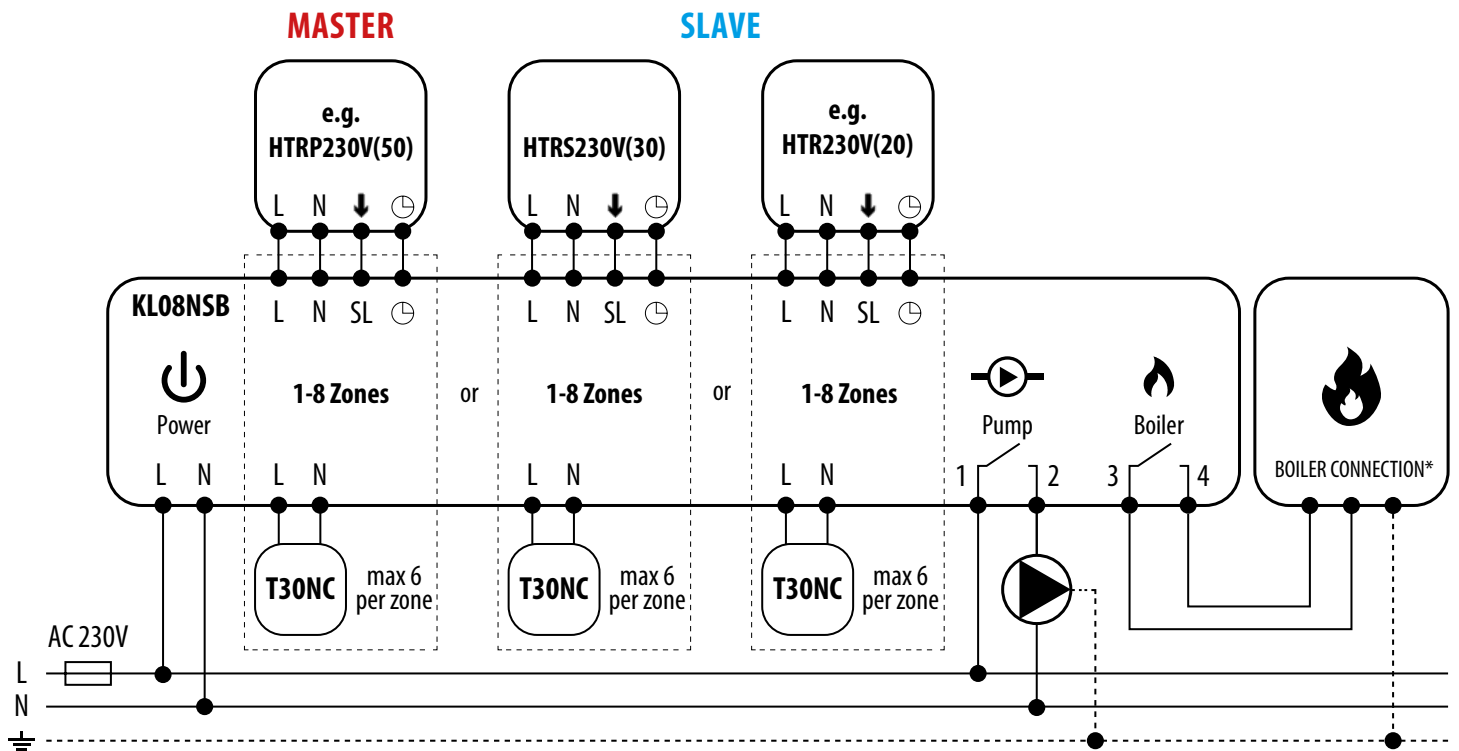 MASTER SLAVE
e.g.
HTRP230V(50)
HTRS230V(30)
e.g.
HTR230V(20)
L N L N L N
KL08NSB
L N SL L N SL L N SL
Power
1-8 Zones or 1-8 Zones or 1-8 Zones
Pump
Boiler
BOILER CONNECTION*
L N L N L N L N 1 2 3 4
T30NC
max 6
per zone
T30NC
max 6
per zone
T30NC
max 6
per zone
AC 230V
L
N